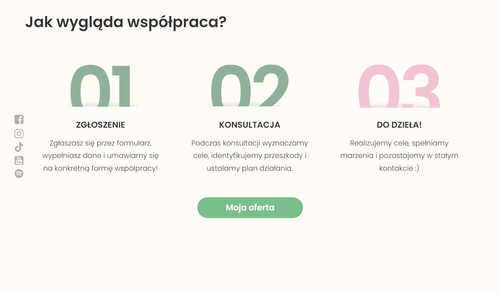 Jak wygląda współpraca?
01
02
03
ZGŁOSZENIE
KONSULTACJA
DO DZIEŁA!
Zgłaszasz się przez formularz,
wypełniasz dane i umawiamy się
na konkretną formę współpracy!
Podczas konsultacji wyznaczamy
cele, identyfikujemy przeszkody i
ustalamy plan działania.
Realizujemy cele, spełniamy
marzenia i pozostajemy w stałym
kontakcie :)
Moja oferta